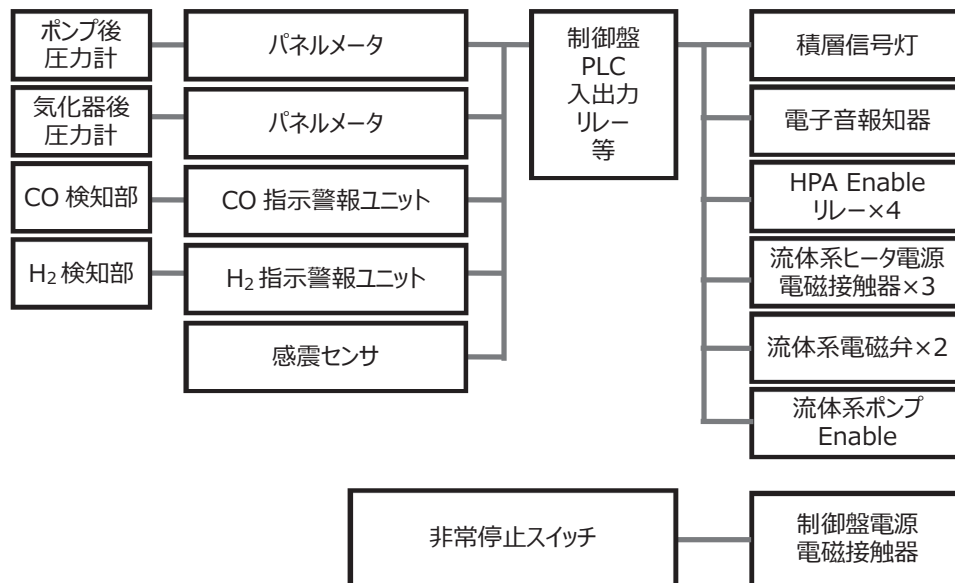 ポンプ後
圧力計
パネルメータ
気化器後
圧力計
パネルメータ
CO 検知部
CO 指示警報ユニット
H₂ 検知部
H₂ 指示警報ユニット
感震センサ
制御盤
PLC
入出力
リレー
等
積層信号灯
電子音報知器
HPA Enable
リレー×4
流体系ヒータ電源
電磁接触器×3
流体系電磁弁×2
流体系ポンプ
Enable
非常停止スイッチ
制御盤電源
電磁接触器